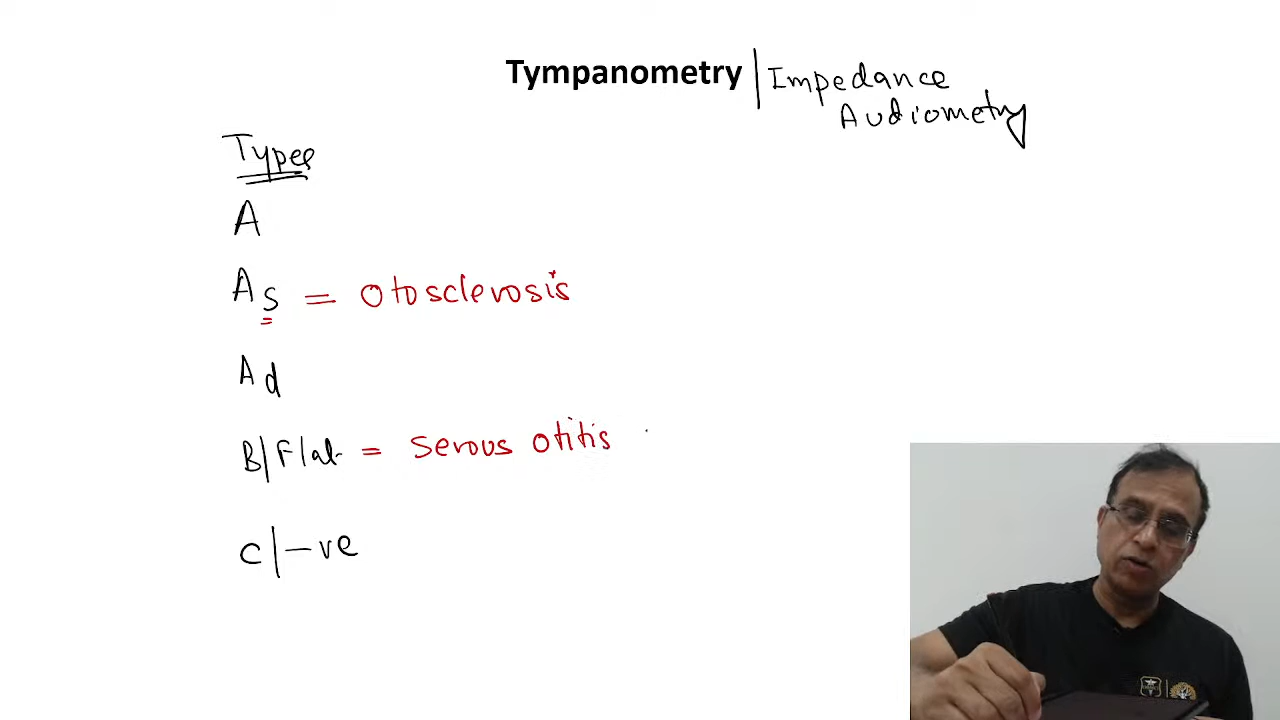 Tympanometry | Impedance
Audiometry
Types
A
As = Otosclerosis
Ad
B/Flat = Serous otitis
C/-ve